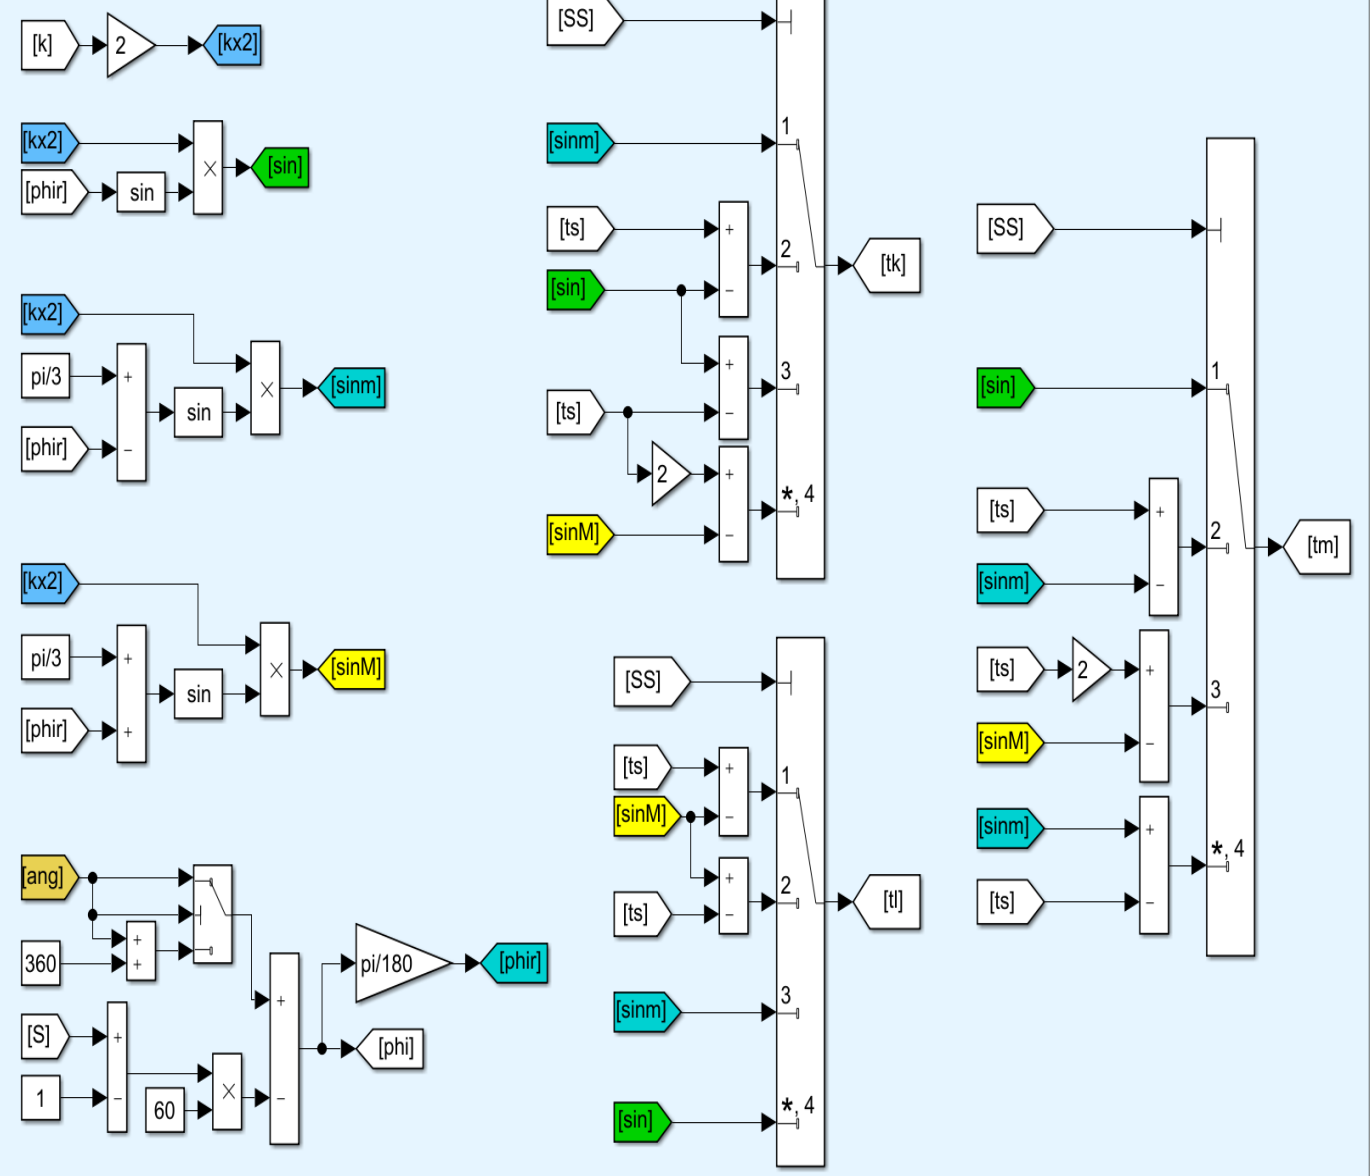 [k]
2
[kx2]
[kx2]
[phir]
sin
×
[sin]
[kx2]
pi/3
+
[phir]
−
sin
×
[sinm]
[kx2]
pi/3
+
[phir]
+
sin
×
[sinM]
[ang]
360
+
+
[S]
+
1
−
60
×
+
−
pi/180
[phir]
[phi]
[SS]
[sinm]
1
[ts]
+
[sin]
−
2
[tk]
+
3
[ts]
−
2
+
*, 4
[sinM]
−
[SS]
[ts]
+
1
[sinM]
−
+
2
[ts]
−
[tl]
[sinm]
3
[sin]
*, 4
[SS]
[sin]
1
[ts]
+
2
[sinm]
−
[tm]
[ts]
2
+
3
[sinM]
−
[sinm]
+
*, 4
[ts]
−